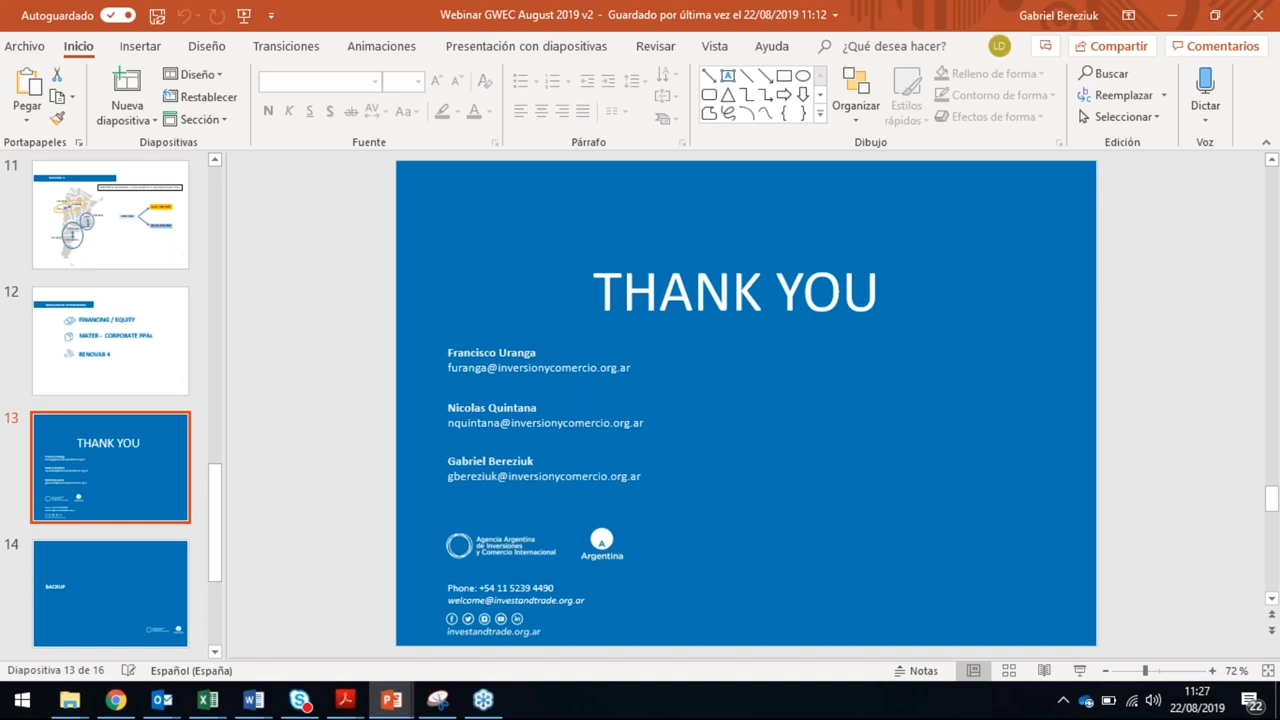 Autoguardado
Webinar GWEC August 2019 v2 - Guardado por última vez el 22/08/2019 11:12
Gabriel Bereziuk
Archivo Inicio Insertar Diseño Transiciones Animaciones Presentación con diapositivas Revisar Vista Ayuda ¿Qué desea hacer? LD Compartir Comentarios
Pegar
Nueva diapositiva
Diseño
Restablecer
Sección
N K S S ab AV Aa A
Organizar
Estilos rápidos
Relleno de forma
Contorno de forma
Efectos de forma
Buscar
Reemplazar
Seleccionar
Dictar
Portapapeles Diapositivas Fuente Párrafo Dibujo Edición Voz
11
12
FINANCING / EQUITY
MATER - CORPORATE PPAs
RENOVAR 4
13
THANK YOU
14
BACKUP
THANK YOU
Francisco Uranga
furanga@inversionycomercio.org.ar
Nicolas Quintana
nquintana@inversionycomercio.org.ar
Gabriel Bereziuk
gbereziuk@inversionycomercio.org.ar
Agencia Argentina
de Inversiones
y Comercio Internacional
A
Argentina
Phone: +54 11 5239 4490
welcome@investandtrade.org.ar
investandtrade.org.ar
Diapositiva 13 de 16 Español (España) Notas 72 %
11:27
22/08/2019
22